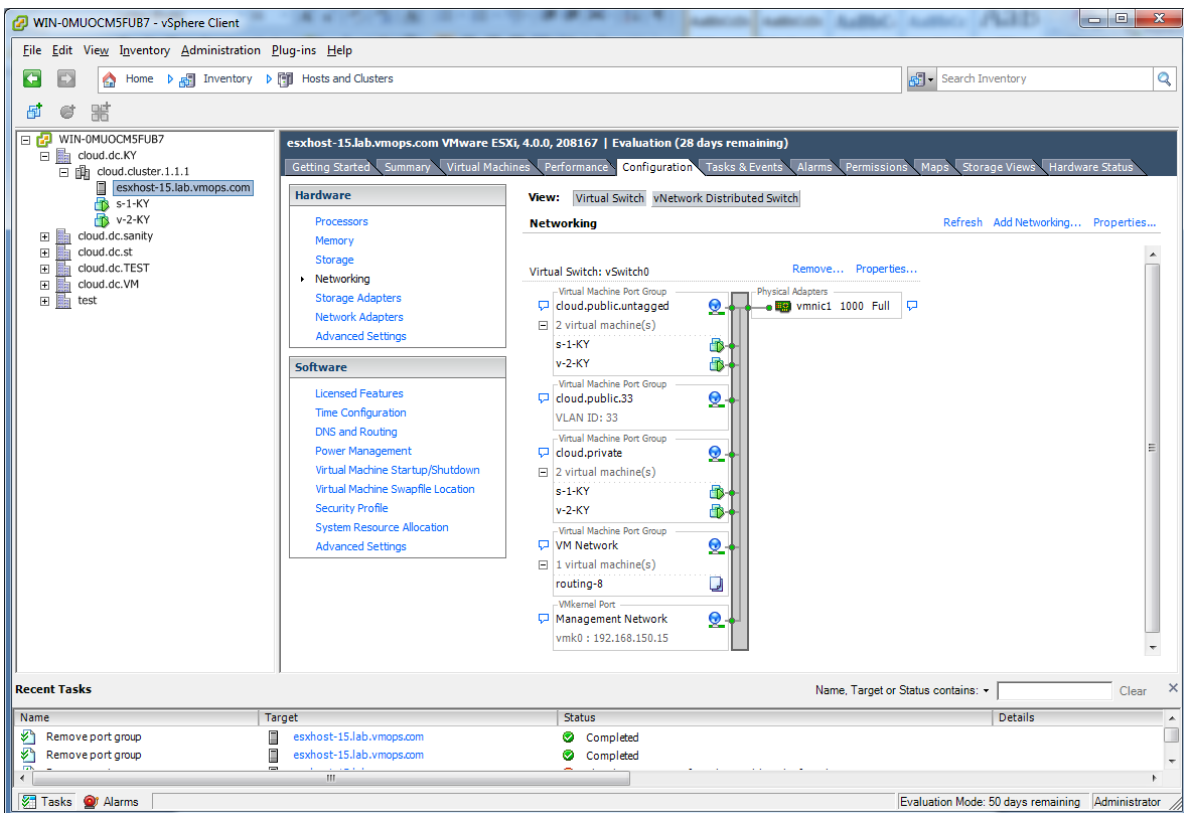 WIN-0MUOCM5FUB7 - vSphere Client
File Edit View Inventory Administration Plug-ins Help
Home Inventory Hosts and Clusters
Search Inventory
WIN-0MUOCM5FUB7
cloud.dc.KY
cloud.cluster.1.1.1
esxhost-15.lab.vmops.com
s-1-KY
v-2-KY
cloud.dc.sanity
cloud.dc.st
cloud.dc.TEST
cloud.dc.VM
test
esxhost-15.lab.vmops.com VMware ESXi, 4.0.0, 208167 | Evaluation (28 days remaining)
Getting Started Summary Virtual Machines Performance Configuration Tasks & Events Alarms Permissions Maps Storage Views Hardware Status
Hardware
Processors
Memory
Storage
Networking
Storage Adapters
Network Adapters
Advanced Settings
Software
Licensed Features
Time Configuration
DNS and Routing
Power Management
Virtual Machine Startup/Shutdown
Virtual Machine Swapfile Location
Security Profile
System Resource Allocation
Advanced Settings
View: Virtual Switch vNetwork Distributed Switch
Networking Refresh Add Networking... Properties...
Virtual Switch: vSwitch0 Remove... Properties...
Virtual Machine Port Group Physical Adapters
cloud.public.untagged vmnic1 1000 Full
2 virtual machine(s)
s-1-KY
v-2-KY
Virtual Machine Port Group
cloud.public.33
VLAN ID: 33
Virtual Machine Port Group
cloud.private
2 virtual machine(s)
s-1-KY
v-2-KY
Virtual Machine Port Group
VM Network
1 virtual machine(s)
routing-8
VMkernel Port
Management Network
vmk0 : 192.168.150.15
Recent Tasks Name, Target or Status contains: Clear
Name Target Status Details
Remove port group esxhost-15.lab.vmops.com Completed
Remove port group esxhost-15.lab.vmops.com Completed
Tasks Alarms Evaluation Mode: 50 days remaining Administrator